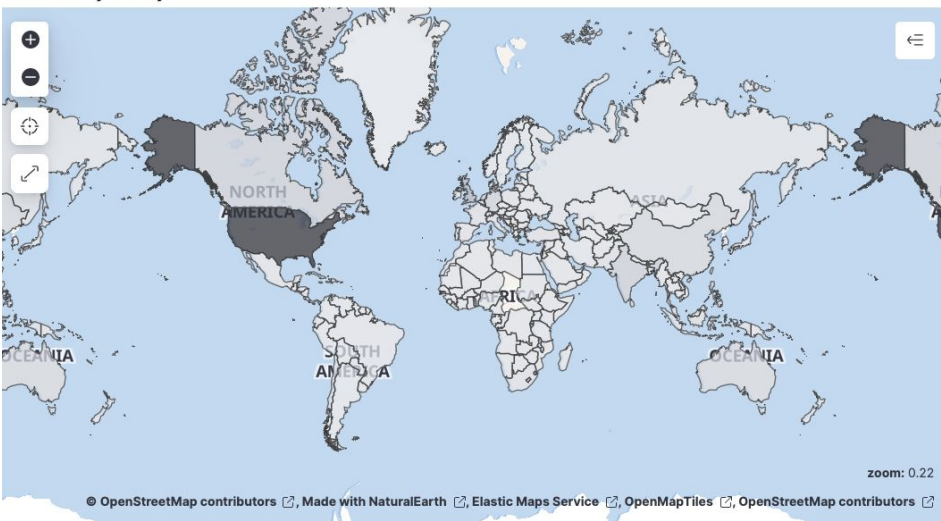 NORTH
AMERICA
ASIA
AFRICA
OCEANIA
OCEANIA
SOUTH
AMERICA
zoom: 0.22
© OpenStreetMap contributors, Made with NaturalEarth, Elastic Maps Service, OpenMapTiles, OpenStreetMap contributors